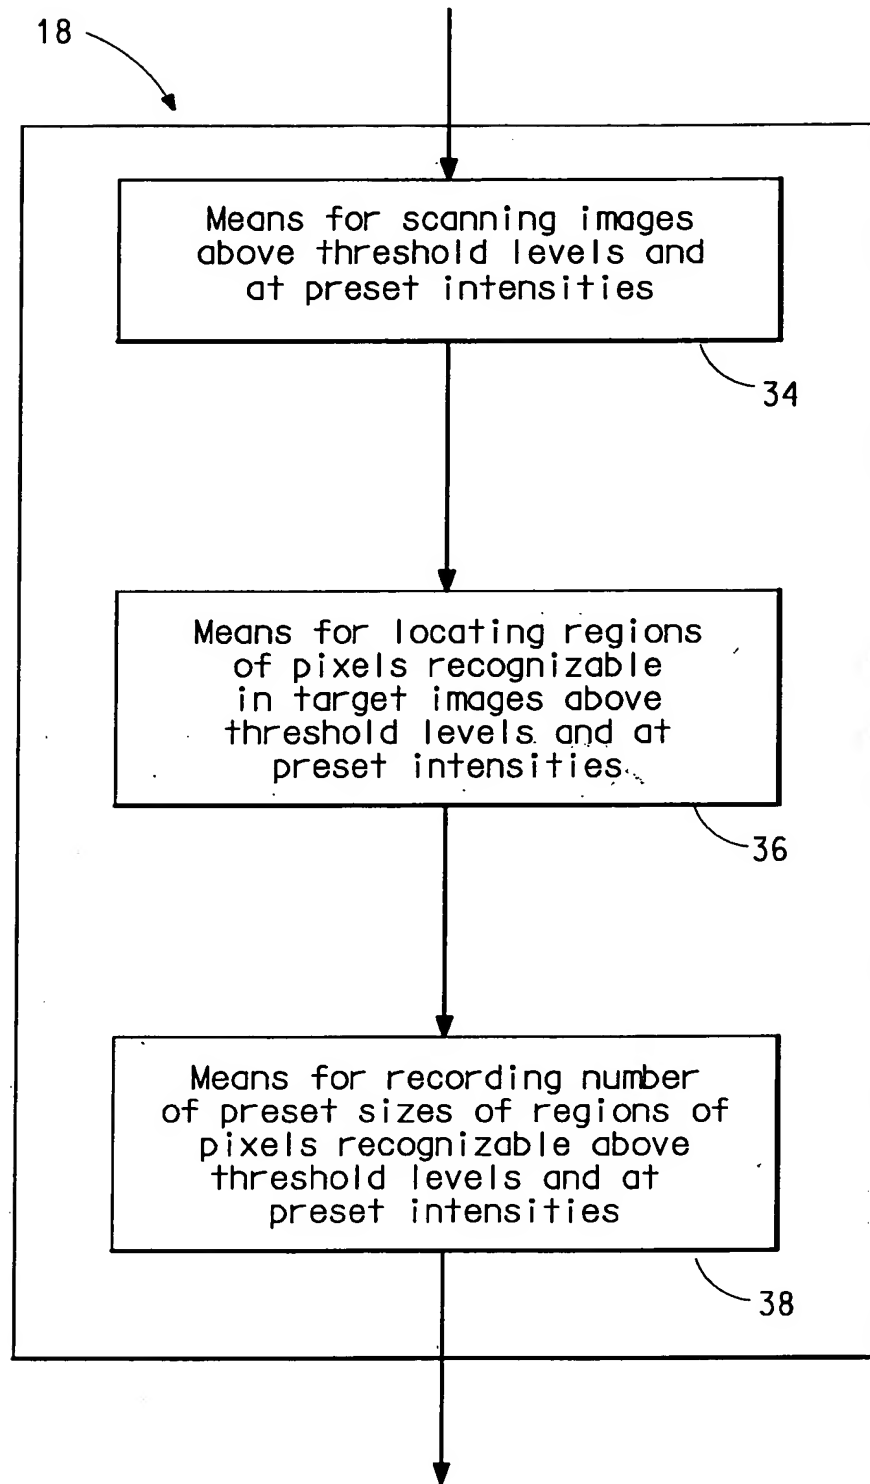 18
Means for scanning images
above threshold levels and
at preset intensities
34
Means for locating regions
of pixels recognizable
in target images above
threshold levels and at
preset intensities
36
Means for recording number
of preset sizes of regions of
pixels recognizable above
threshold levels and at
preset intensities
38